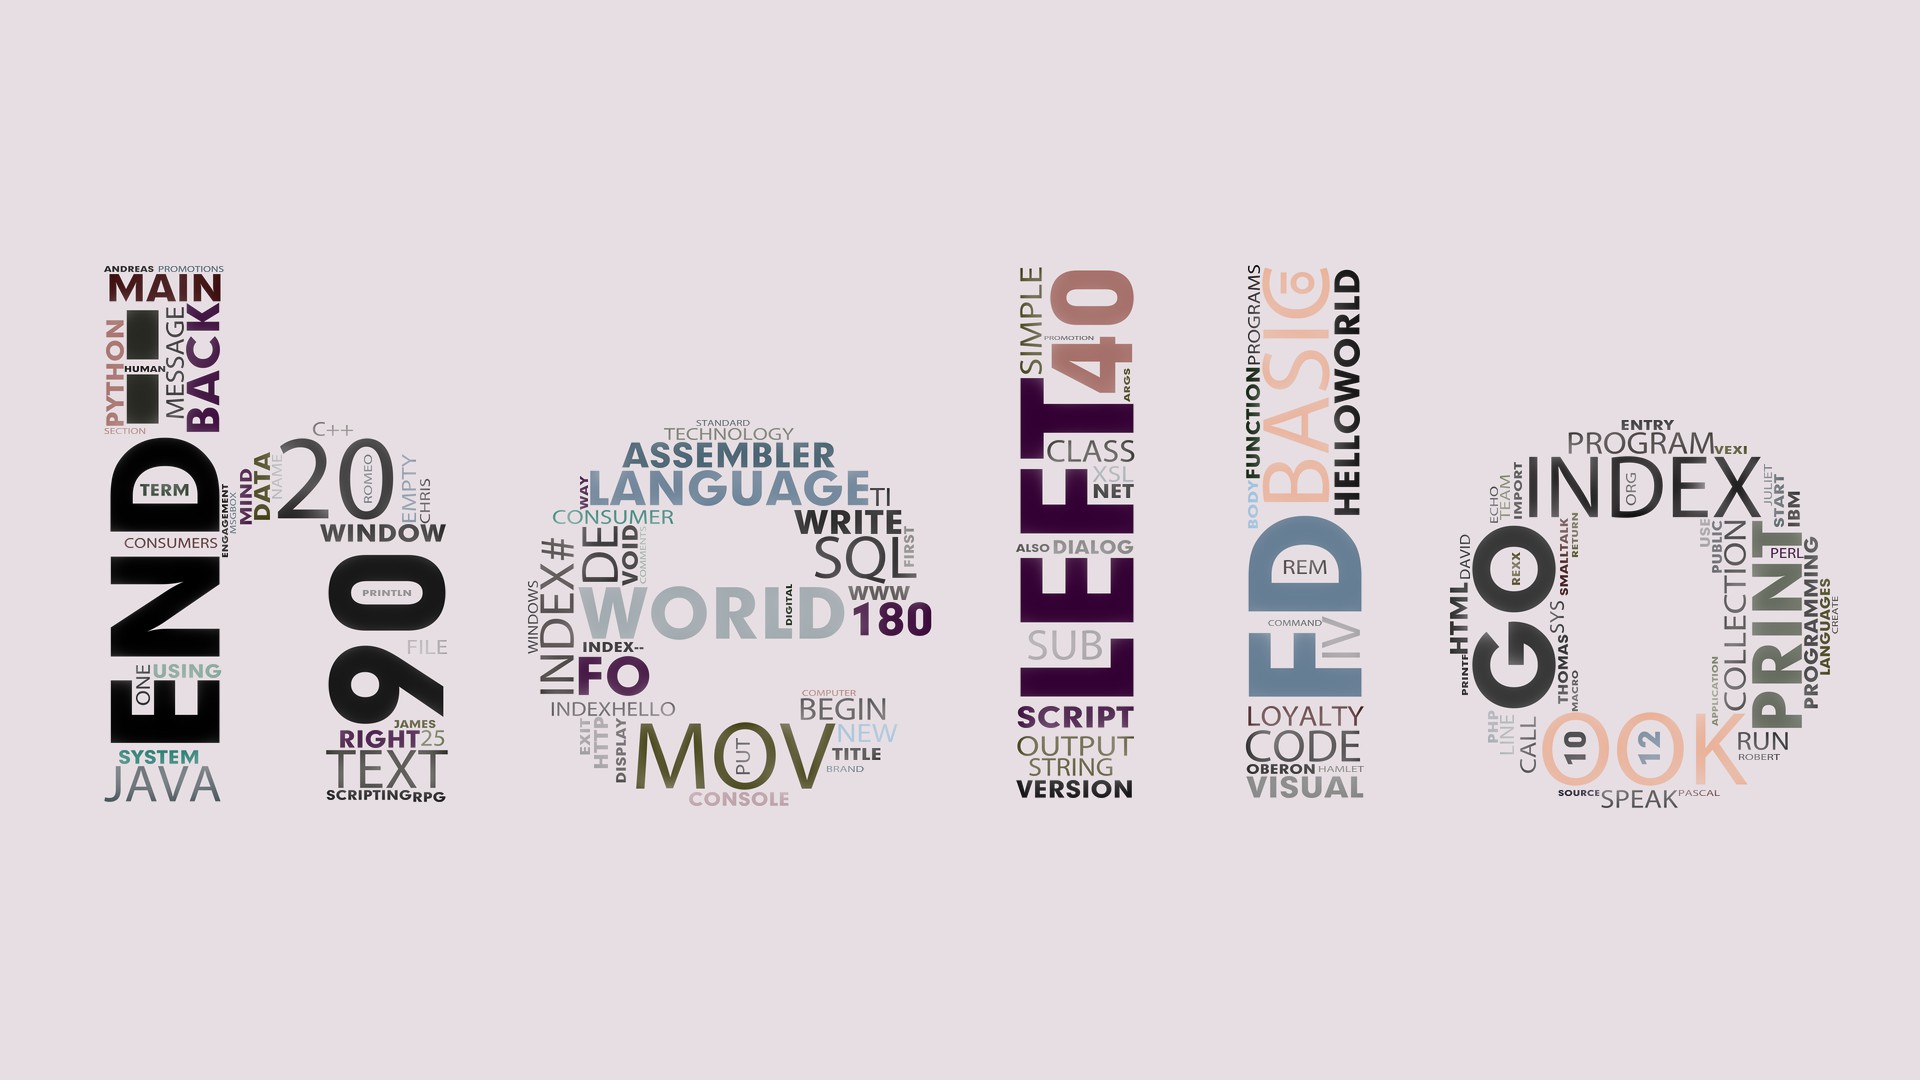 ANDREAS PROMOTIONS
MAIN
PYTHON
HUMAN
MESSAGE
BACK
SECTION
END
TERM
CONSUMERS
ENGAGEMENT
MSGBOX
ONE
USING
SYSTEM
JAVA
MIND
DATA
NAME
C++
20
ROMEO
EMPTY
CHRIS
WINDOW
90
PRINTLN
FILE
JAMES
RIGHT 25
TEXT
SCRIPTING RPG
STANDARD
TECHNOLOGY
ASSEMBLER
WAY
LANGUAGE
TI
CONSUMER
WRITE
DE
VOID
COMMENTS
SQL
FIRST
INDEX#
WINDOWS
WORLD
DIGITAL
WWW
180
INDEX--
FO
INDEXHELLO
COMPUTER
BEGIN
EXIT
HTTP
DISPLAY
MOV
PUT
NEW
TITLE
BRAND
CONSOLE
SIMPLE
40
PROMOTION
ARGS
LEFT
CLASS
XSL
NET
ALSO DIALOG
E
SUB
SCRIPT
OUTPUT
STRING
VERSION
PROGRAMS
FUNCTION
BODY
BASIC
IO
HELLOWORLD
FD
REM
COMMAND
IV
LOYALTY
CODE
OBERON HAMLET
VISUAL
ENTRY
PROGRAM
VEXI
INDEX
ORG
ECHO
TEAM
IMPORT
JULIET
START
IBM
DAVID
HTML
PRINTF
GO
REXX
SMALLTALK
RETURN
SYS
THOMAS
MACRO
USE
PUBLIC
COLLECTION
APPLICATION
PRINT
PERL
PROGRAMMING
LANGUAGES
CREATE
PHP
LINE
CALL
OOK
10
12
RUN
ROBERT
SOURCE SPEAK PASCAL